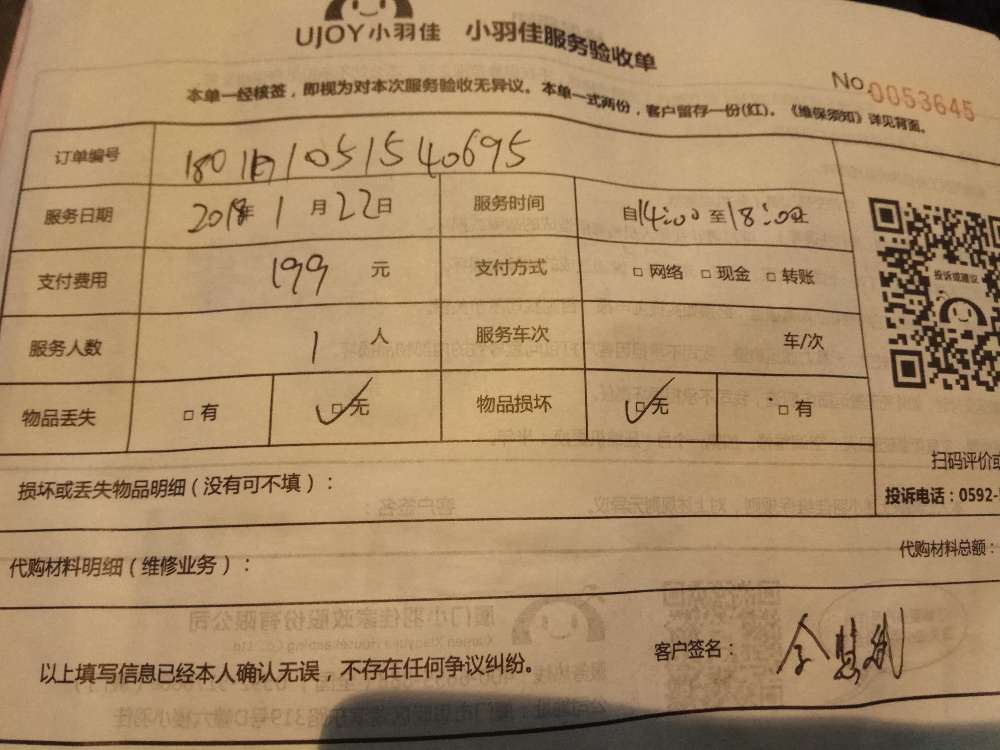 UJOY小羽佳 小羽佳服务验收单
No.0053645
本单一经核签，即视为对本次服务验收无异议。本单一式两份，客户留存一份(红)。《维保须知》详见背面。
订单编号
服务日期 2018年1月22日 服务时间 自14:00至18:00止
支付费用 199 元 支付方式 □网络 □现金 □转账
服务人数 1 人 服务车次 车/次
物品丢失 □有 ☑无 物品损坏 ☑无 □有
投诉或建议
扫码评价或
投诉电话：0592-
损坏或丢失物品明细（没有可不填）：
代购材料明细（维修业务）： 代购材料总额：
以上填写信息已经本人确认无误，不存在任何争议纠纷。 客户签名：